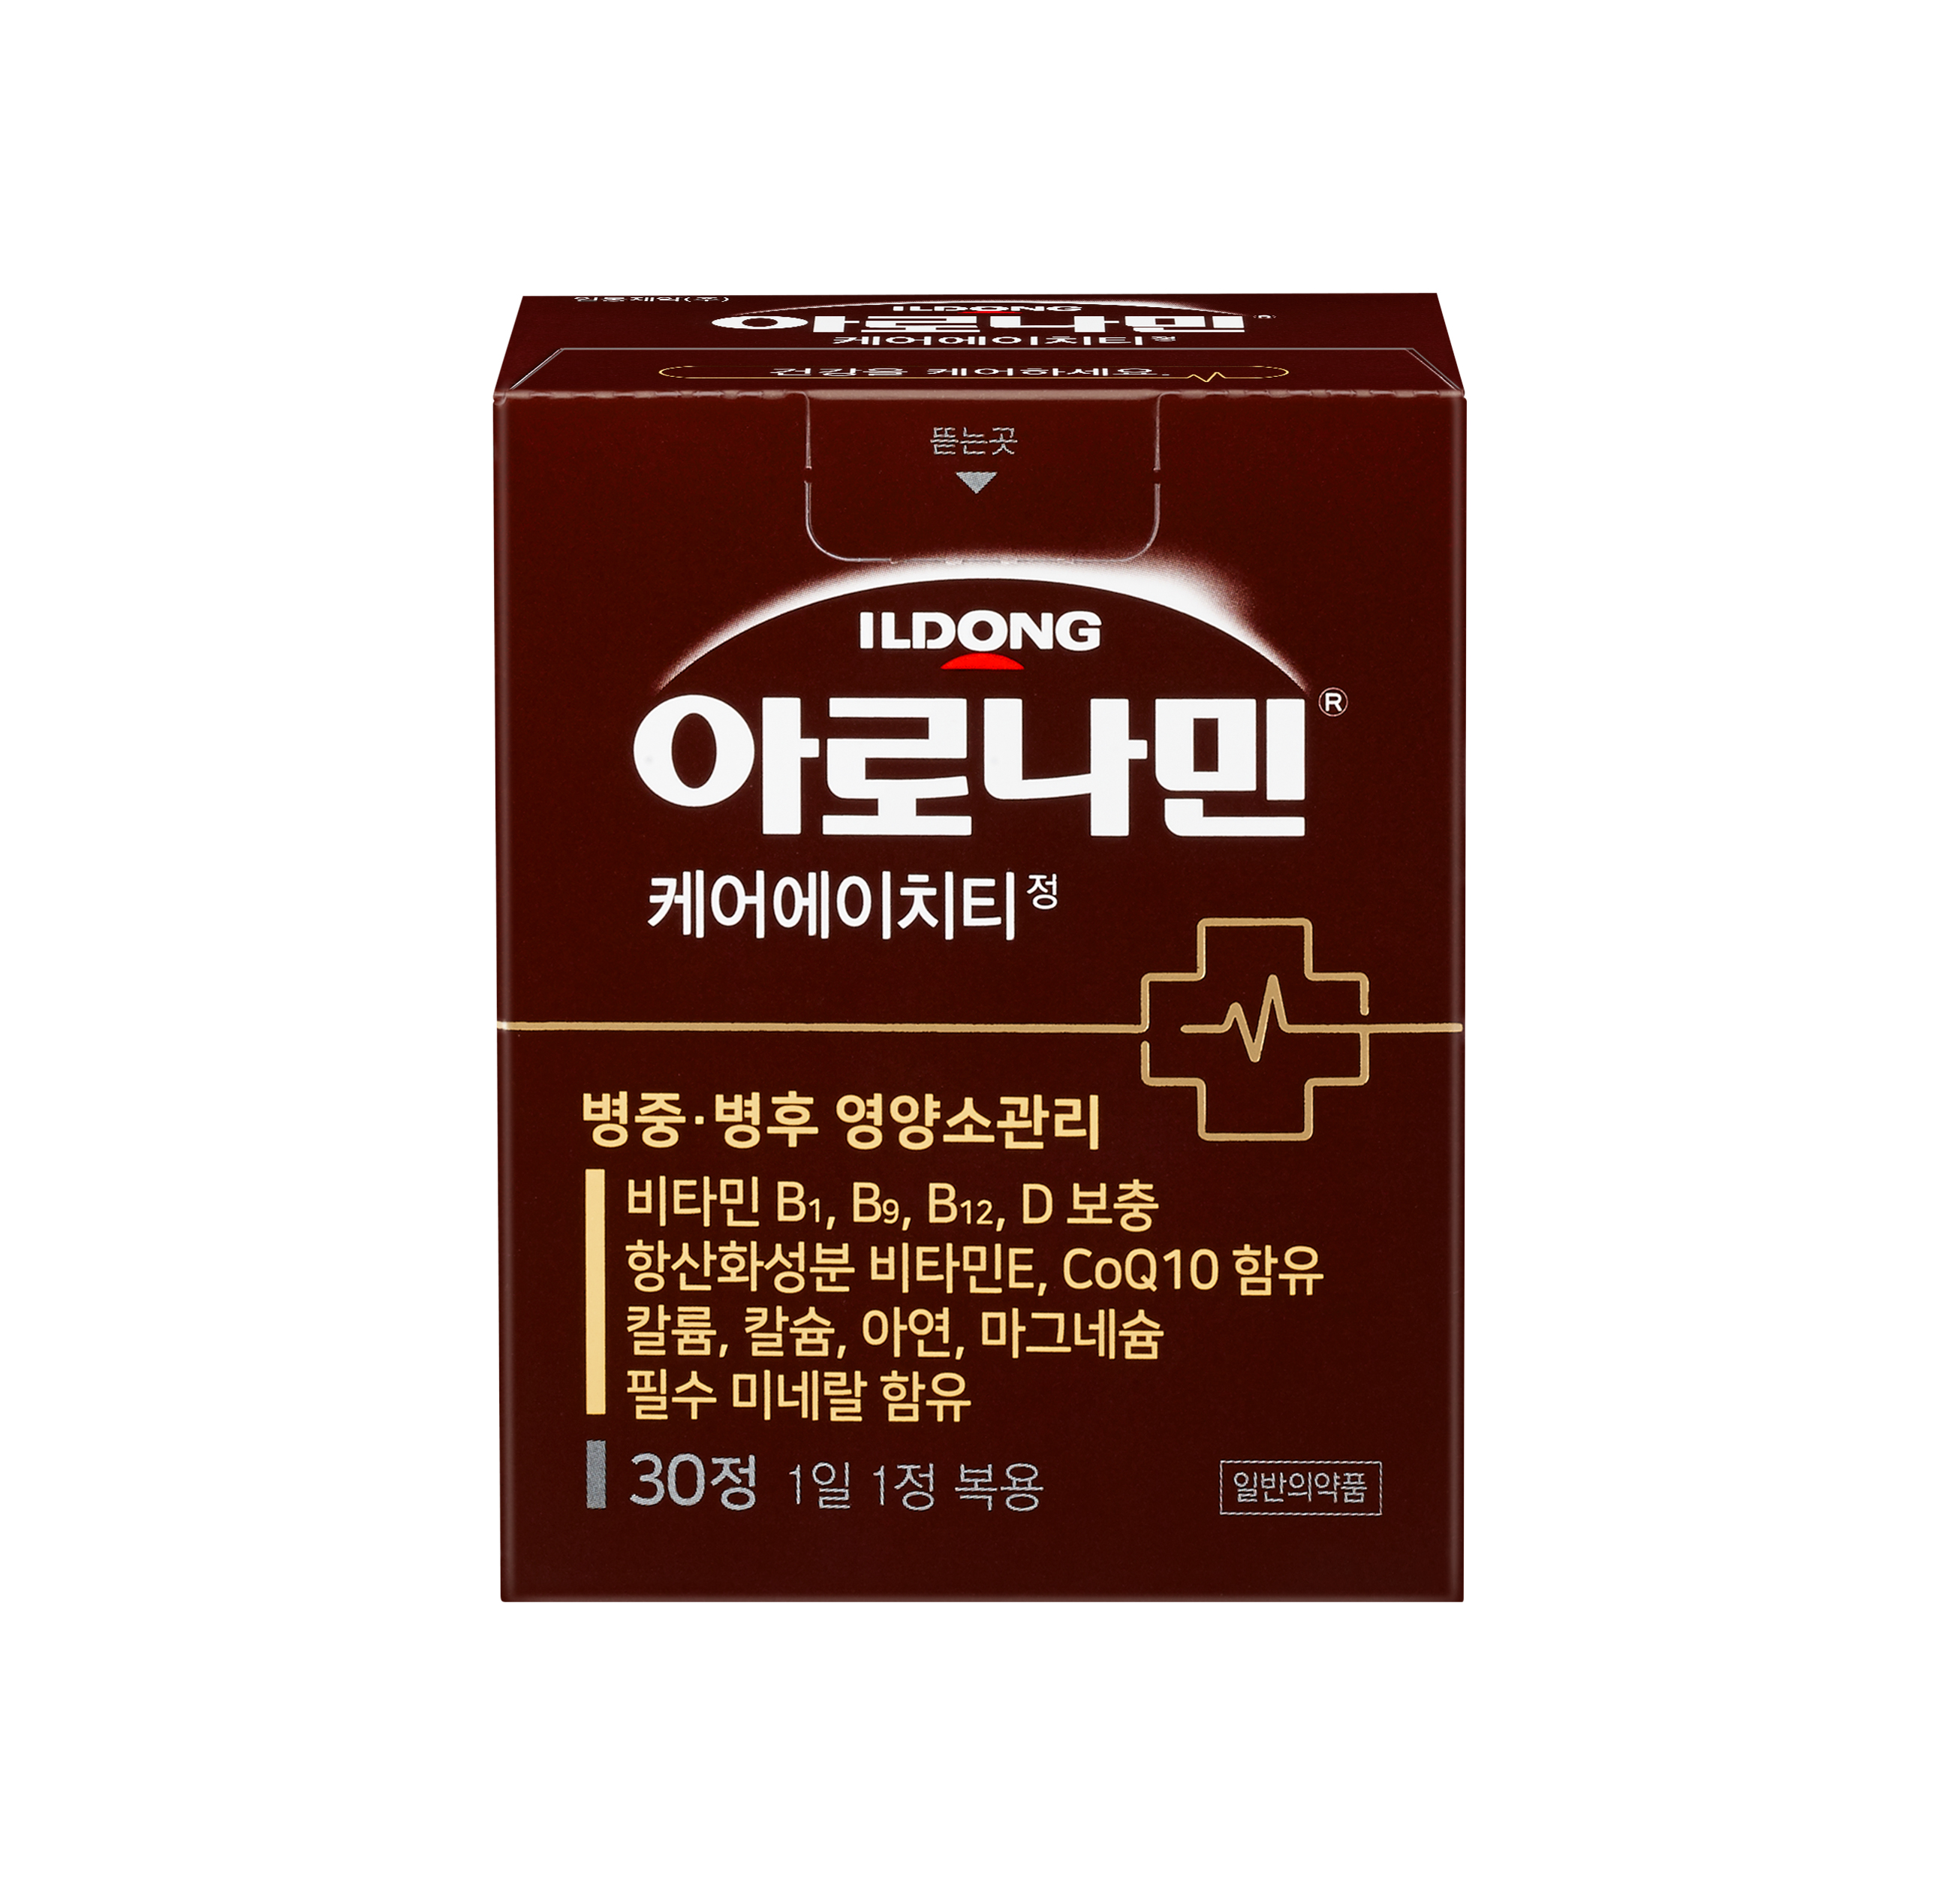 일동제약(주)
ILDONG
아로나민
케어에이치티정
건강을 케어하세요
뜯는곳
ILDONG
아로나민®
케어에이치티정
병중·병후 영양소관리
비타민 B₁, B₉, B₁₂, D 보충
항산화성분 비타민E, CoQ10 함유
칼륨, 칼슘, 아연, 마그네슘
필수 미네랄 함유
30정 1일 1정 복용
일반의약품